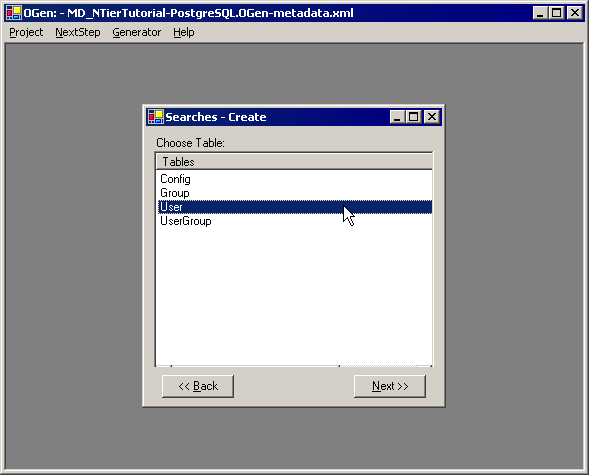 OGen: - MD_NTierTutorial-PostgreSQL.OGen-metadata.xml
Project NextStep Generator Help
Searches - Create
Choose Table:
Tables
Config
Group
User
UserGroup
<< Back Next >>